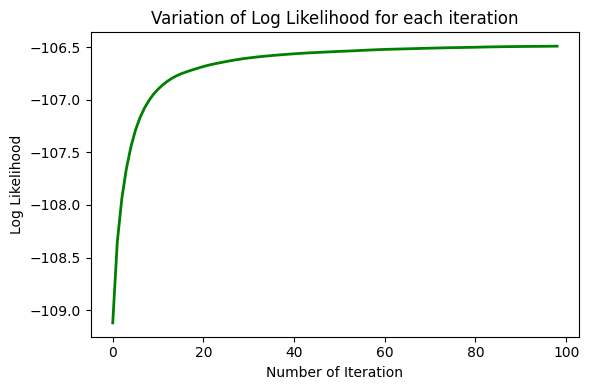 Variation of Log Likelihood for each iteration
−106.5
−107.0
−107.5
−108.0
−108.5
−109.0
Log Likelihood
0 20 40 60 80 100
Number of Iteration